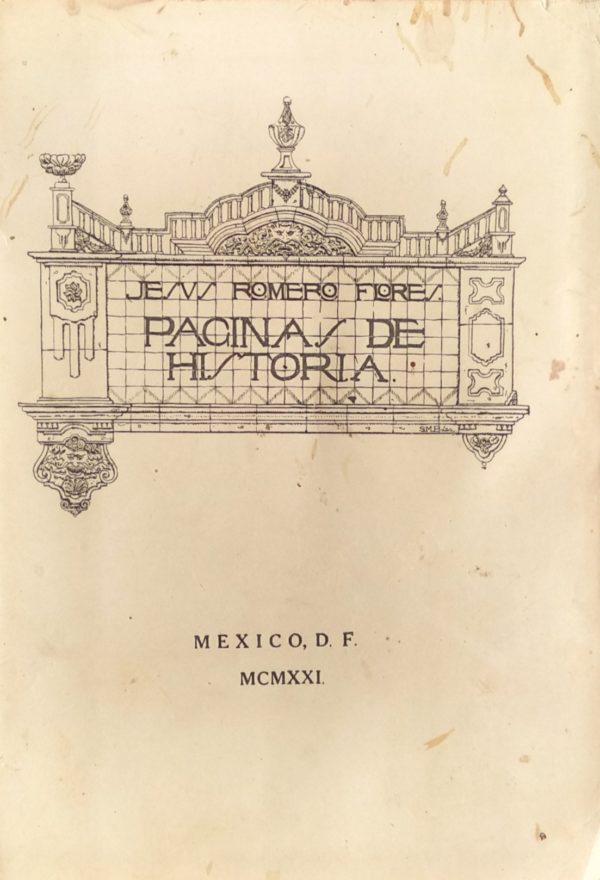 JESUS ROMERO FLORES.
PAGINAS DE
HISTORIA.
MEXICO, D. F.
MCMXXI.